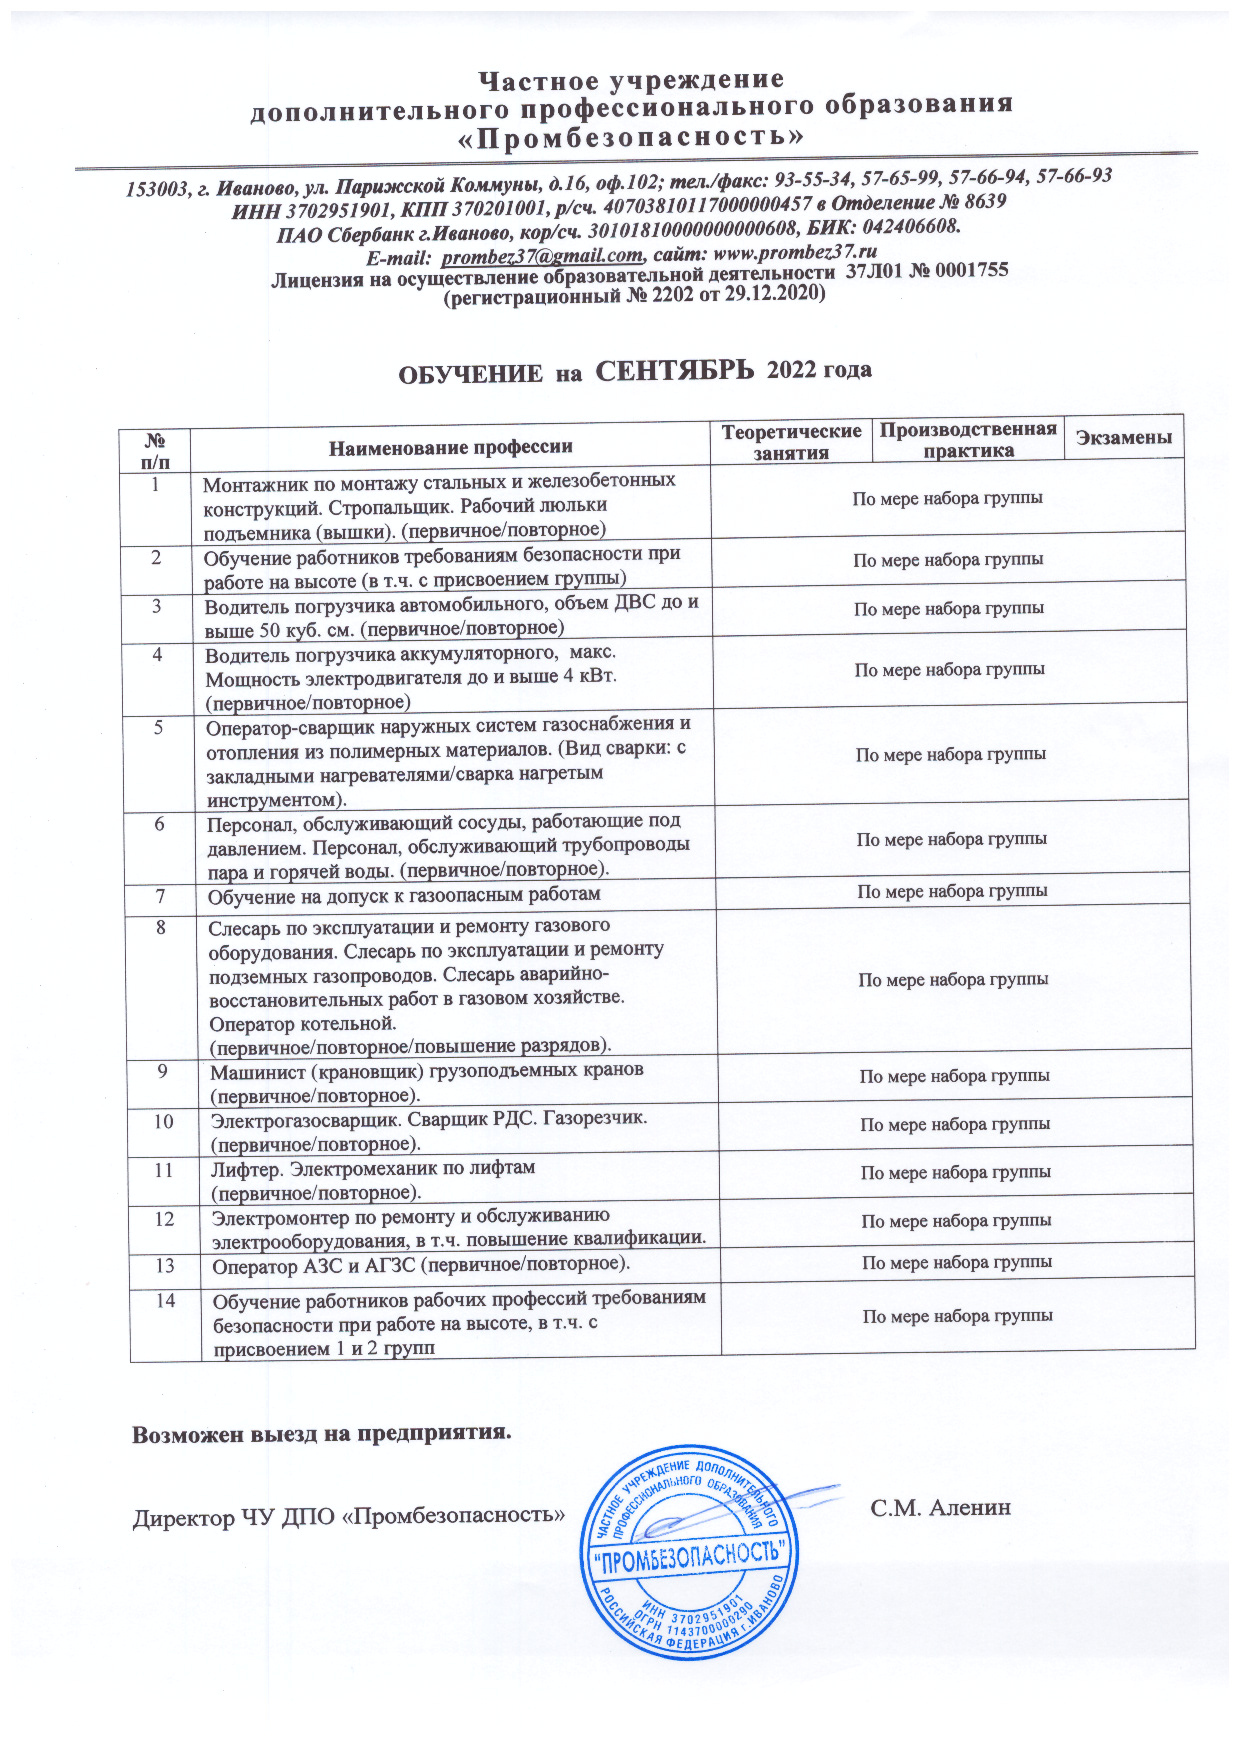 Частное учреждение
дополнительного профессионального образования
«Промбезопасность»
153003, г. Иваново, ул. Парижской Коммуны, д.16, оф.102; тел./факс: 93-55-34, 57-65-99, 57-66-94, 57-66-93
ИНН 3702951901, КПП 370201001, р/сч. 40703810117000000457 в Отделение № 8639
ПАО Сбербанк г.Иваново, кор/сч. 30101810000000000608, БИК: 042406608.
E-mail: prombez37@gmail.com, сайт: www.prombez37.ru
Лицензия на осуществление образовательной деятельности 37Л01 № 0001755
(регистрационный № 2202 от 29.12.2020)
ОБУЧЕНИЕ на СЕНТЯБРЬ 2022 года
№ п/п
Наименование профессии
Теоретические занятия
Производственная практика
Экзамены
1
Монтажник по монтажу стальных и железобетонных
конструкций. Стропальщик. Рабочий люльки
подъемника (вышки). (первичное/повторное)
По мере набора группы
2
Обучение работников требованиям безопасности при
работе на высоте (в т.ч. с присвоением группы)
По мере набора группы
3
Водитель погрузчика автомобильного, объем ДВС до и
выше 50 куб. см. (первичное/повторное)
По мере набора группы
4
Водитель погрузчика аккумуляторного, макс.
Мощность электродвигателя до и выше 4 кВт.
(первичное/повторное)
По мере набора группы
5
Оператор-сварщик наружных систем газоснабжения и
отопления из полимерных материалов. (Вид сварки: с
закладными нагревателями/сварка нагретым
инструментом).
По мере набора группы
6
Персонал, обслуживающий сосуды, работающие под
давлением. Персонал, обслуживающий трубопроводы
пара и горячей воды. (первичное/повторное).
По мере набора группы
7
Обучение на допуск к газоопасным работам
По мере набора группы
8
Слесарь по эксплуатации и ремонту газового
оборудования. Слесарь по эксплуатации и ремонту
подземных газопроводов. Слесарь аварийно-
восстановительных работ в газовом хозяйстве.
Оператор котельной.
(первичное/повторное/повышение разрядов).
По мере набора группы
9
Машинист (крановщик) грузоподъемных кранов
(первичное/повторное).
По мере набора группы
10
Электрогазосварщик. Сварщик РДС. Газорезчик.
(первичное/повторное).
По мере набора группы
11
Лифтер. Электромеханик по лифтам
(первичное/повторное).
По мере набора группы
12
Электромонтер по ремонту и обслуживанию
электрооборудования, в т.ч. повышение квалификации.
По мере набора группы
13
Оператор АЗС и АГЗС (первичное/повторное).
По мере набора группы
14
Обучение работников рабочих профессий требованиям
безопасности при работе на высоте, в т.ч. с
присвоением 1 и 2 групп
По мере набора группы
Возможен выезд на предприятия.
Директор ЧУ ДПО «Промбезопасность»
С.М. Аленин
ЧАСТНОЕ УЧРЕЖДЕНИЕ ДОПОЛНИТЕЛЬНОГО
ПРОФЕССИОНАЛЬНОГО ОБРАЗОВАНИЯ
"ПРОМБЕЗОПАСНОСТЬ"
ИНН 3702951901
ОГРН 1143700000290
РОССИЙСКАЯ ФЕДЕРАЦИЯ г.ИВАНОВО